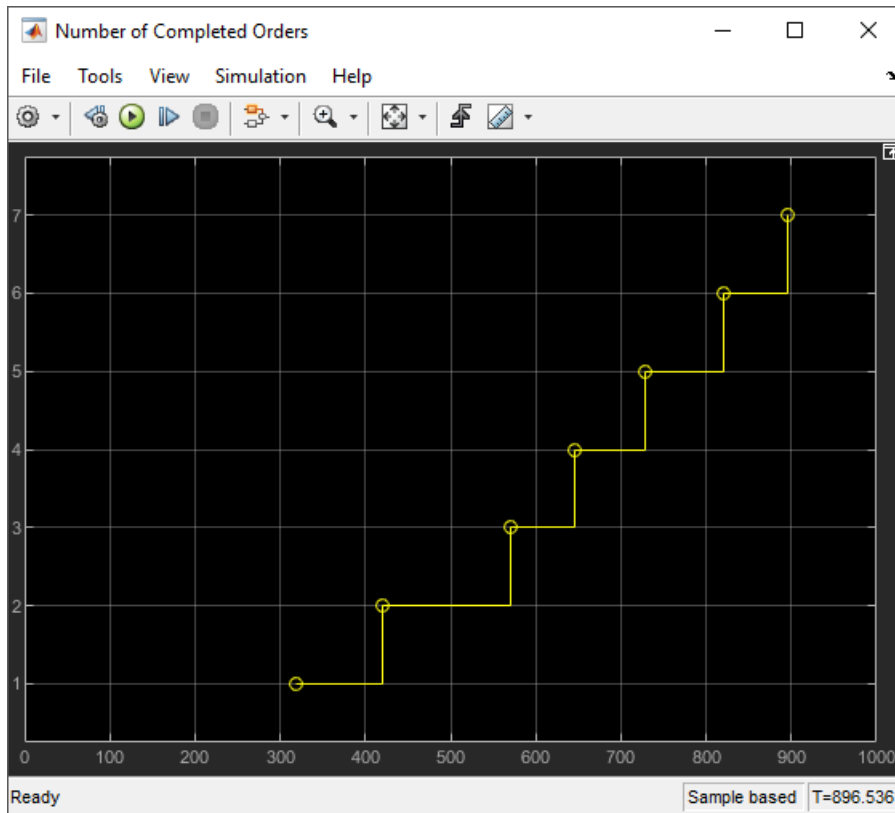 Number of Completed Orders
File Tools View Simulation Help
7
6
5
4
3
2
1
0 100 200 300 400 500 600 700 800 900 1000
Ready Sample based T=896.536